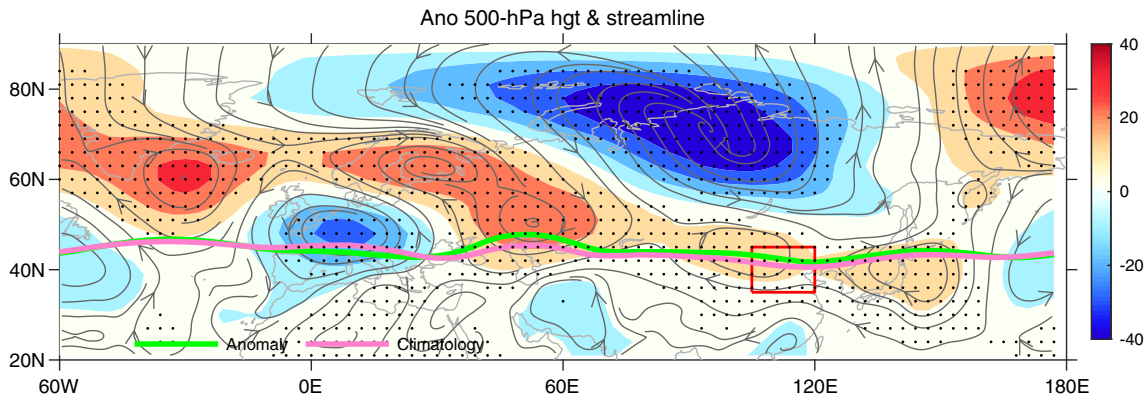 Ano 500-hPa hgt & streamline
80N
60N
40N
20N
60W 0E 60E 120E 180E
Anomaly Climatology
40
20
0
-20
-40